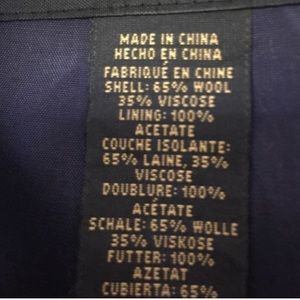 MADE IN CHINA
HECHO EN CHINA
FABRIQUÉ EN CHINE
SHELL: 65% WOOL
35% VISCOSE
LINING: 100%
ACETATE
COUCHE ISOLANTE:
65% LAINE, 35%
VISCOSE
DOUBLURE: 100%
ACÉTATE
SCHALE: 65% WOLLE
35% VISKOSE
FUTTER: 100%
AZETAT
CUBIERTA: 65%